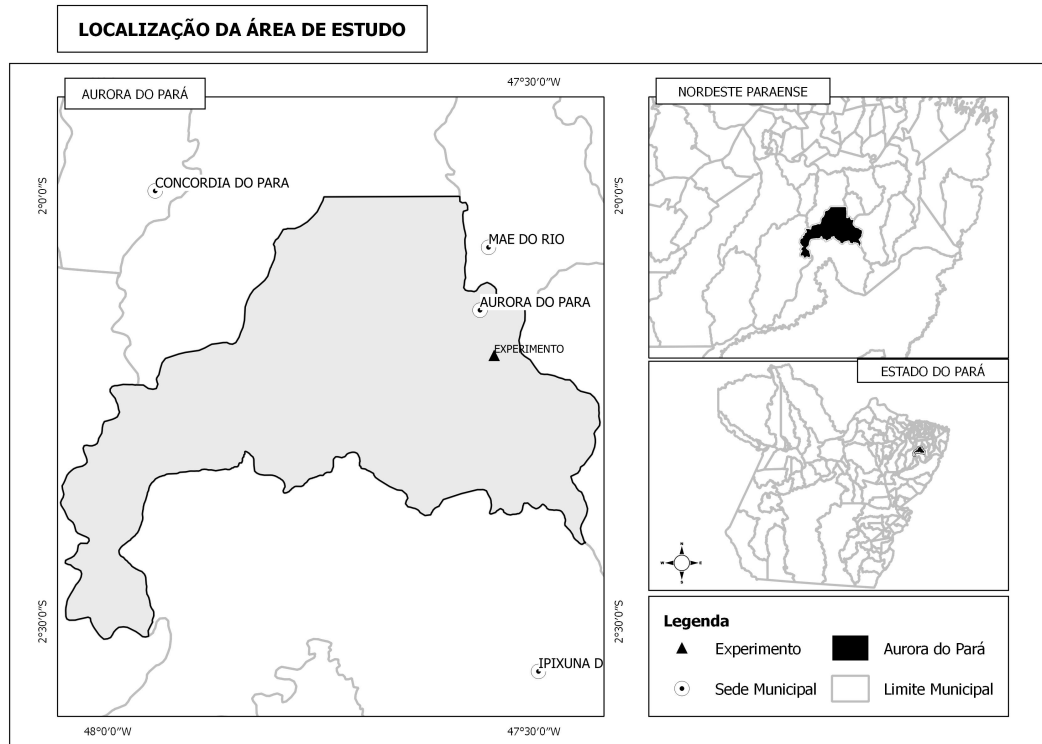 LOCALIZAÇÃO DA ÁREA DE ESTUDO
AURORA DO PARÁ
47°30'0"W
CONCORDIA DO PARA
2°0'0"S
2°0'0"S
MAE DO RIO
AURORA DO PARA
EXPERIMENTO
2°30'0"S
2°30'0"S
IPIXUNA D
48°0'0"W
47°30'0"W
NORDESTE PARAENSE
ESTADO DO PARÁ
N
W
E
S
Legenda
Experimento
Aurora do Pará
Sede Municipal
Limite Municipal